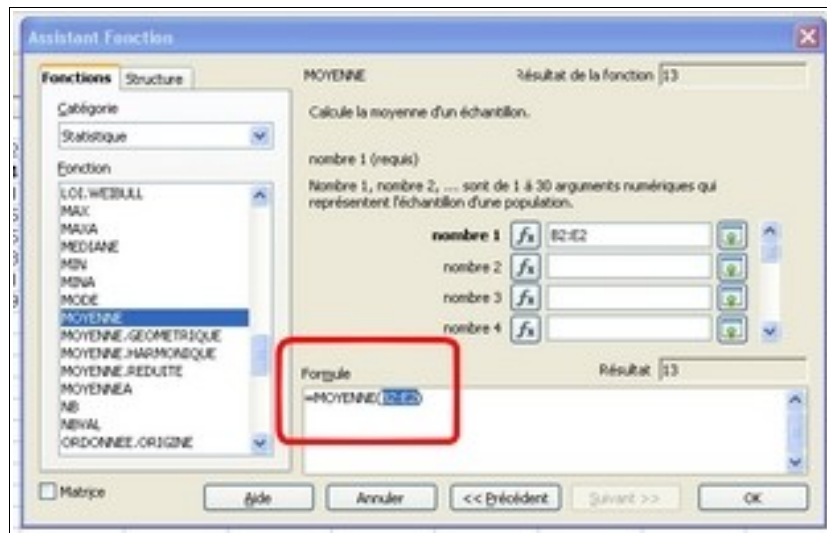 Assistant Fonction
Fonctions Structure
Catégorie
Statistique
Fonction
LOI.WEIBULL
MAX
MAXA
MEDIANE
MIN
MINA
MODE
MOYENNE
MOYENNE.GEOMETRIQUE
MOYENNE.HARMONIQUE
MOYENNE.REDUITE
MOYENNEA
NB
NBVAL
ORDONNEE.ORIGINE
Matrice
MOYENNE Résultat de la fonction 13
Calcule la moyenne d'un échantillon.
nombre 1 (requis)
Nombre 1, nombre 2, .... sont de 1 à 30 arguments numériques qui
représentent l'échantillon d'une population.
nombre 1 fx B2:E2
nombre 2 fx
nombre 3 fx
nombre 4 fx
Formule Résultat 13
=MOYENNE(B2:E2)
Aide Annuler << Précédent Suivant >> OK